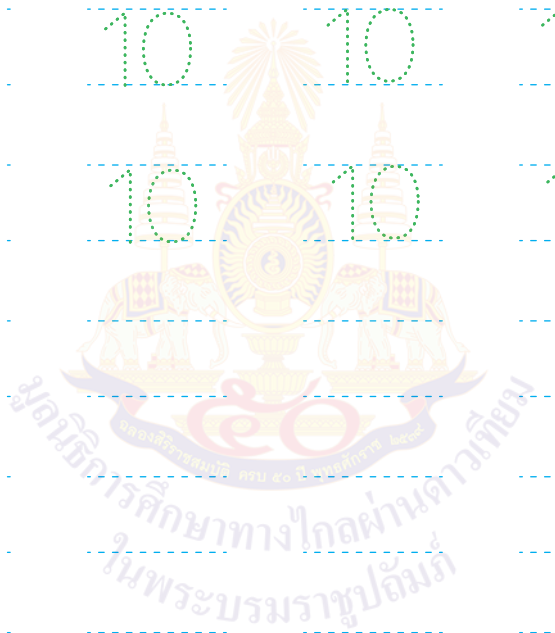 10 10
10 10
๕๐
ฉลองสิริราชสมบัติ ครบ ๕๐ ปี พุทธศักราช ๒๕๓๙
มูลนิธิการศึกษาทางไกลผ่านดาวเทียม
ในพระบรมราชูปถัมภ์